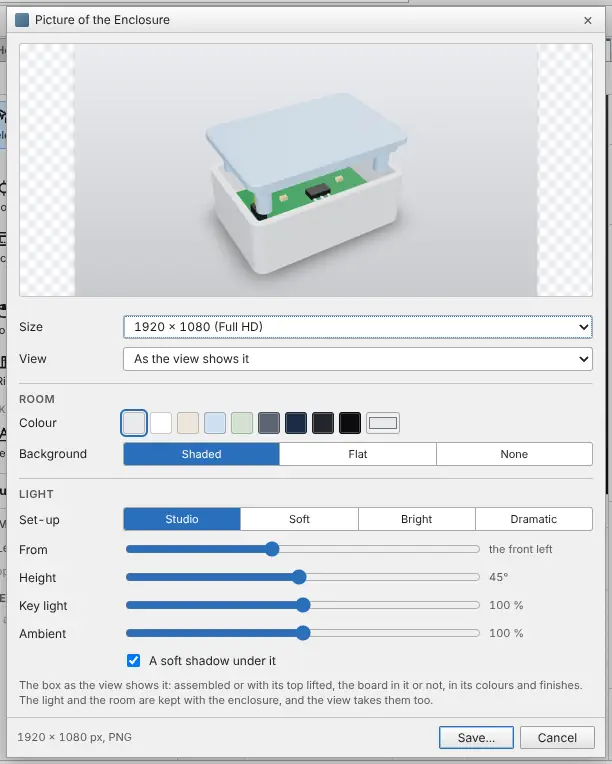 Picture of the Enclosure
Size
1920 × 1080 (Full HD)
View
As the view shows it
ROOM
Colour
Background
Shaded
Flat
None
LIGHT
Set-up
Studio
Soft
Bright
Dramatic
From
the front left
Height
45°
Key light
100 %
Ambient
100 %
A soft shadow under it
The box as the view shows it: assembled or with its top lifted, the board in it or not, in its colours and finishes.
The light and the room are kept with the enclosure, and the view takes them too.
1920 × 1080 px, PNG
Save...
Cancel